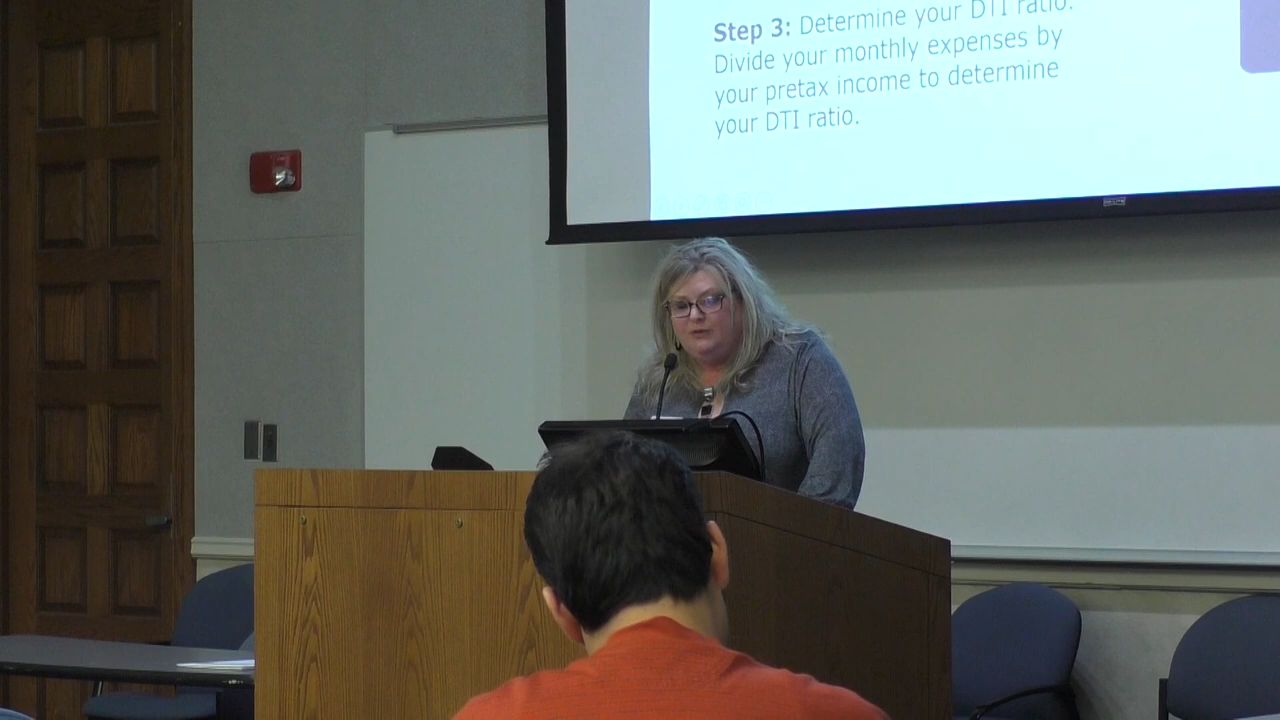 Step 3: Determine your DTI ratio.
Divide your monthly expenses by
your pretax income to determine
your DTI ratio.